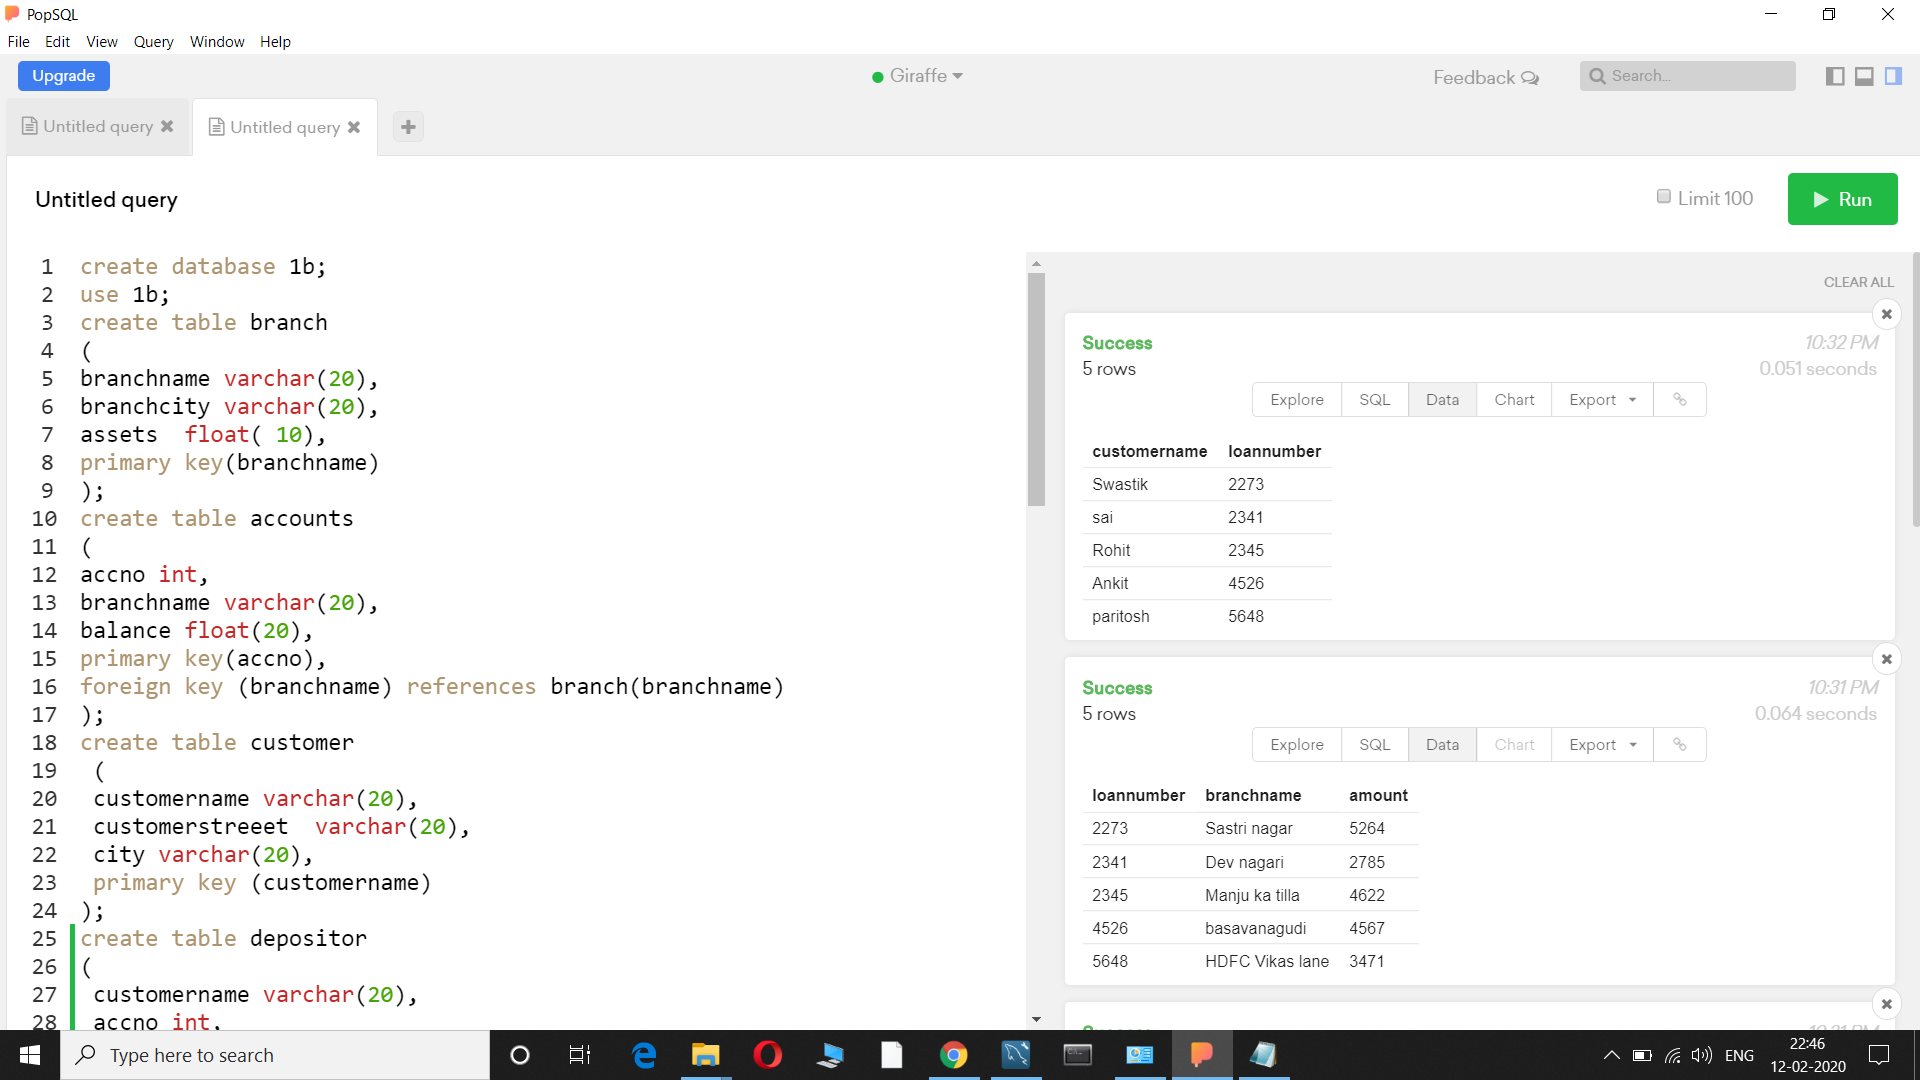 PopSQL
File Edit View Query Window Help
Upgrade
Giraffe
Feedback
Search...
Untitled query
Untitled query
Untitled query
Limit 100
Run
1 create database 1b;
2 use 1b;
3 create table branch
4 (
5 branchname varchar(20),
6 branchcity varchar(20),
7 assets  float( 10),
8 primary key(branchname)
9 );
10 create table accounts
11 (
12 accno int,
13 branchname varchar(20),
14 balance float(20),
15 primary key(accno),
16 foreign key (branchname) references branch(branchname)
17 );
18 create table customer
19 (
20 customername varchar(20),
21 customerstreeet  varchar(20),
22 city varchar(20),
23 primary key (customername)
24 );
25 create table depositor
26 (
27 customername varchar(20),
28 accno int,
CLEAR ALL
Success
10:32 PM
5 rows
0.051 seconds
Explore SQL Data Chart Export
customername loannumber
Swastik 2273
sai 2341
Rohit 2345
Ankit 4526
paritosh 5648
Success
10:31 PM
5 rows
0.064 seconds
Explore SQL Data Chart Export
loannumber branchname amount
2273 Sastri nagar 5264
2341 Dev nagari 2785
2345 Manju ka tilla 4622
4526 basavanagudi 4567
5648 HDFC Vikas lane 3471
Success
10:31 PM
Type here to search
ENG
22:46
12-02-2020